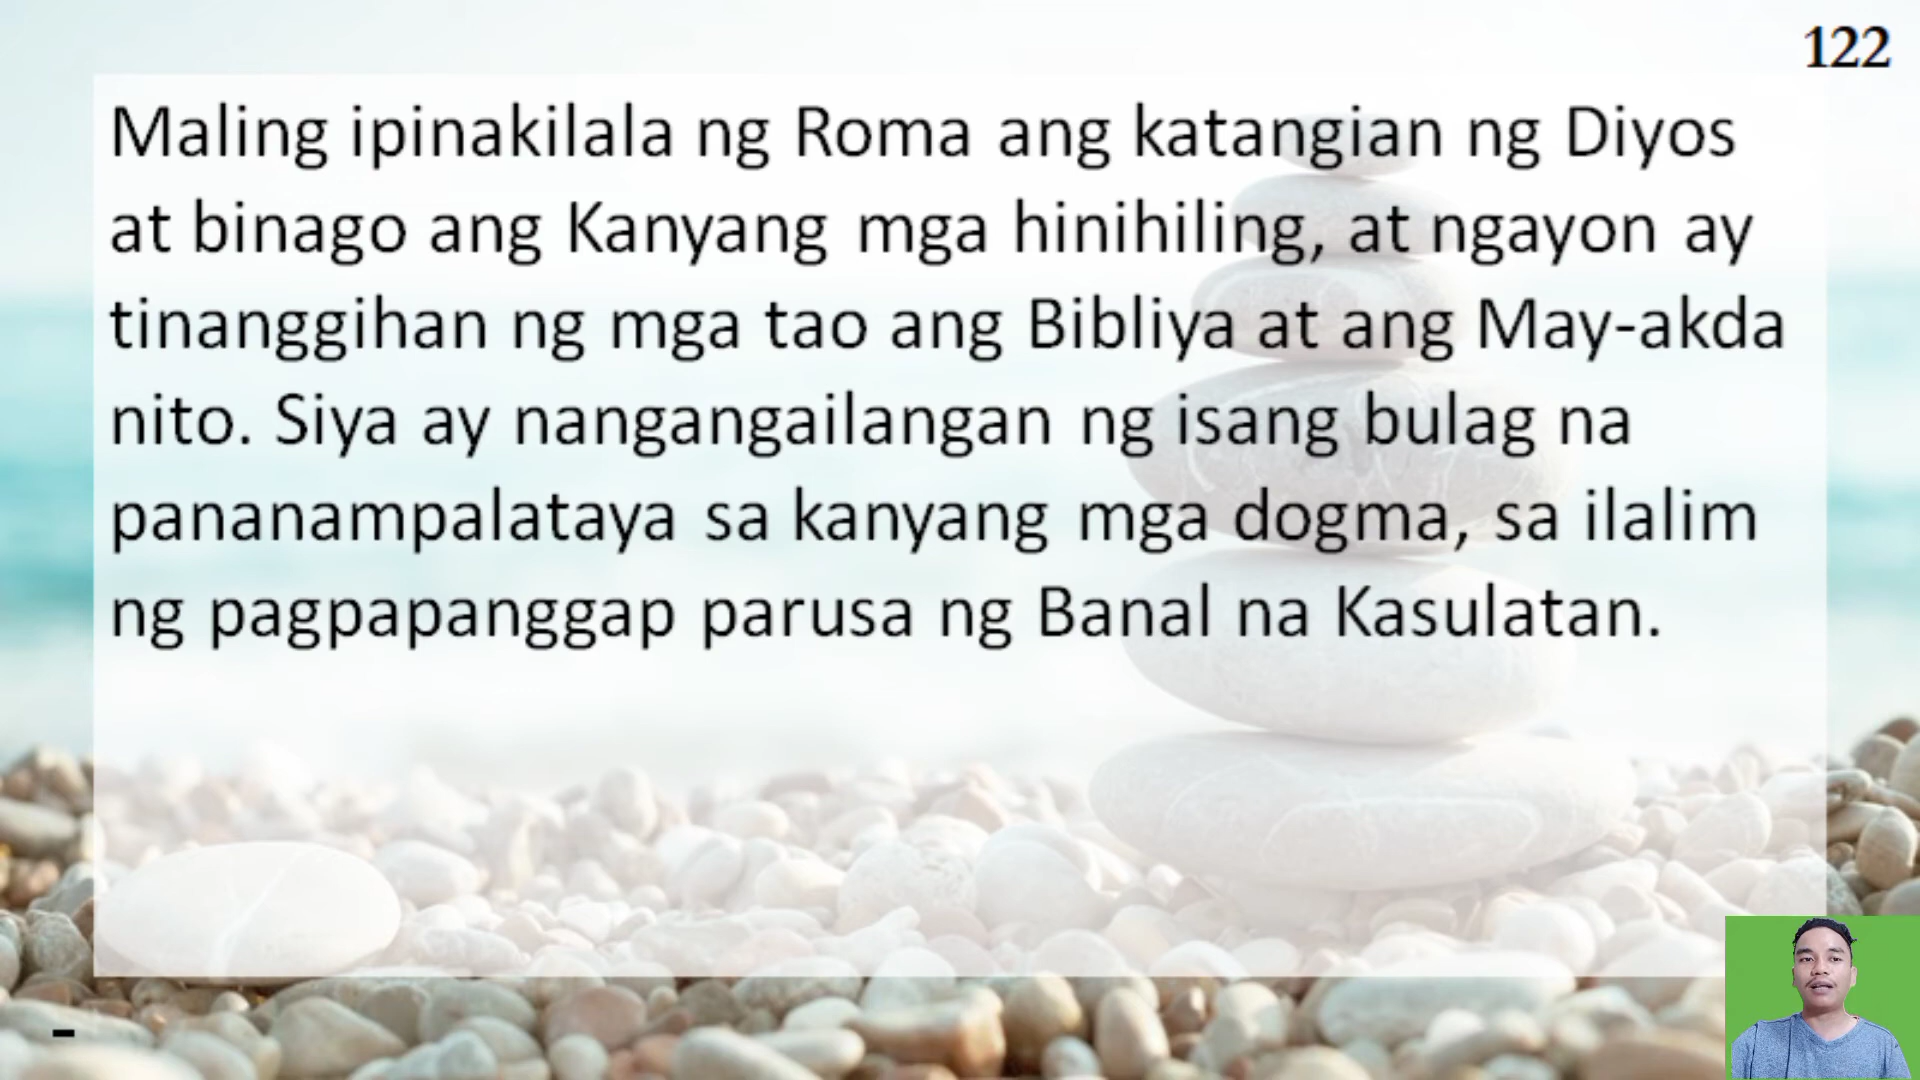 122
Maling ipinakilala ng Roma ang katangian ng Diyos
at binago ang Kanyang mga hinihiling, at ngayon ay
tinanggihan ng mga tao ang Bibliya at ang May-akda
nito. Siya ay nangangailangan ng isang bulag na
pananampalataya sa kanyang mga dogma, sa ilalim
ng pagpapanggap parusa ng Banal na Kasulatan.
-